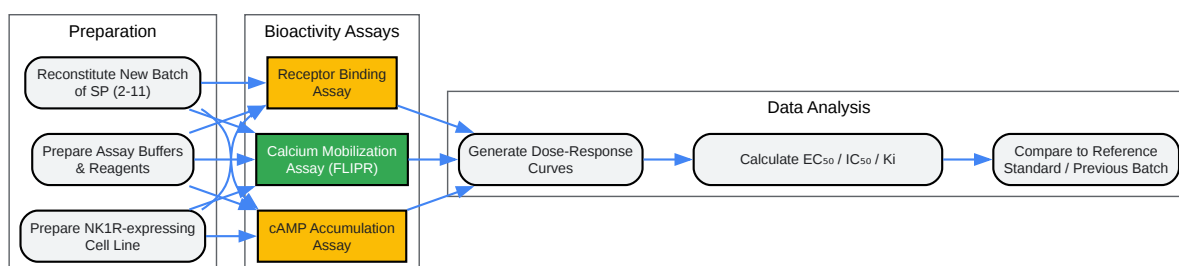 Preparation
Reconstitute New Batch
of SP (2-11)
Prepare Assay Buffers
& Reagents
Prepare NK1R-expressing
Cell Line
Bioactivity Assays
Receptor Binding
Assay
Calcium Mobilization
Assay (FLIPR)
cAMP Accumulation
Assay
Data Analysis
Generate Dose-Response
Curves
Calculate EC₅₀ / IC₅₀ / Ki
Compare to Reference
Standard / Previous Batch